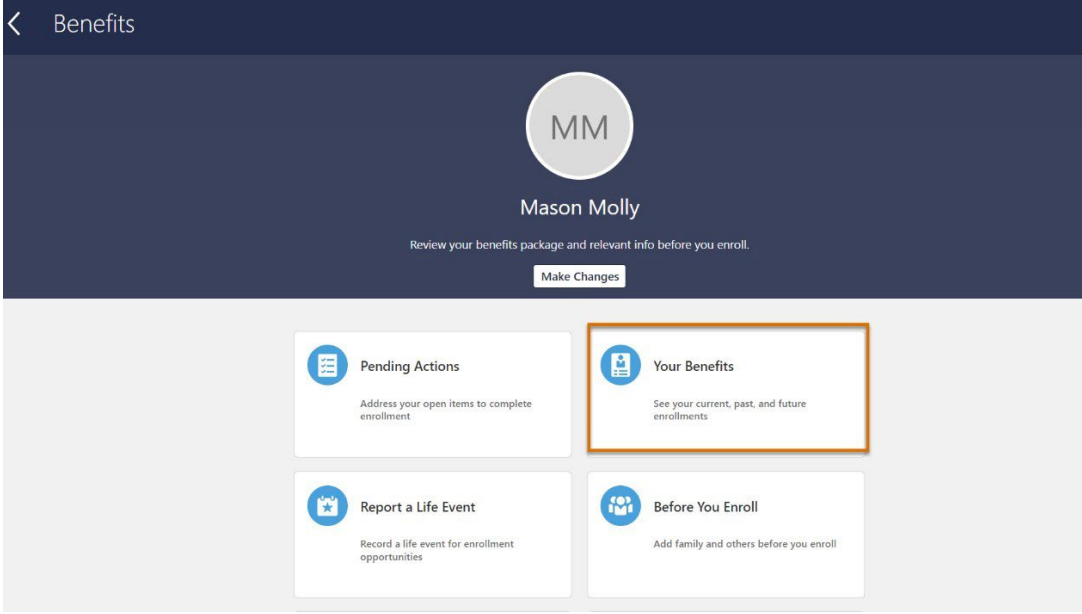 Benefits
MM
Mason Molly
Review your benefits package and relevant info before you enroll.
Make Changes
Pending Actions
Address your open items to complete
enrollment
Your Benefits
See your current, past, and future
enrollments
Report a Life Event
Record a life event for enrollment
opportunities
Before You Enroll
Add family and others before you enroll